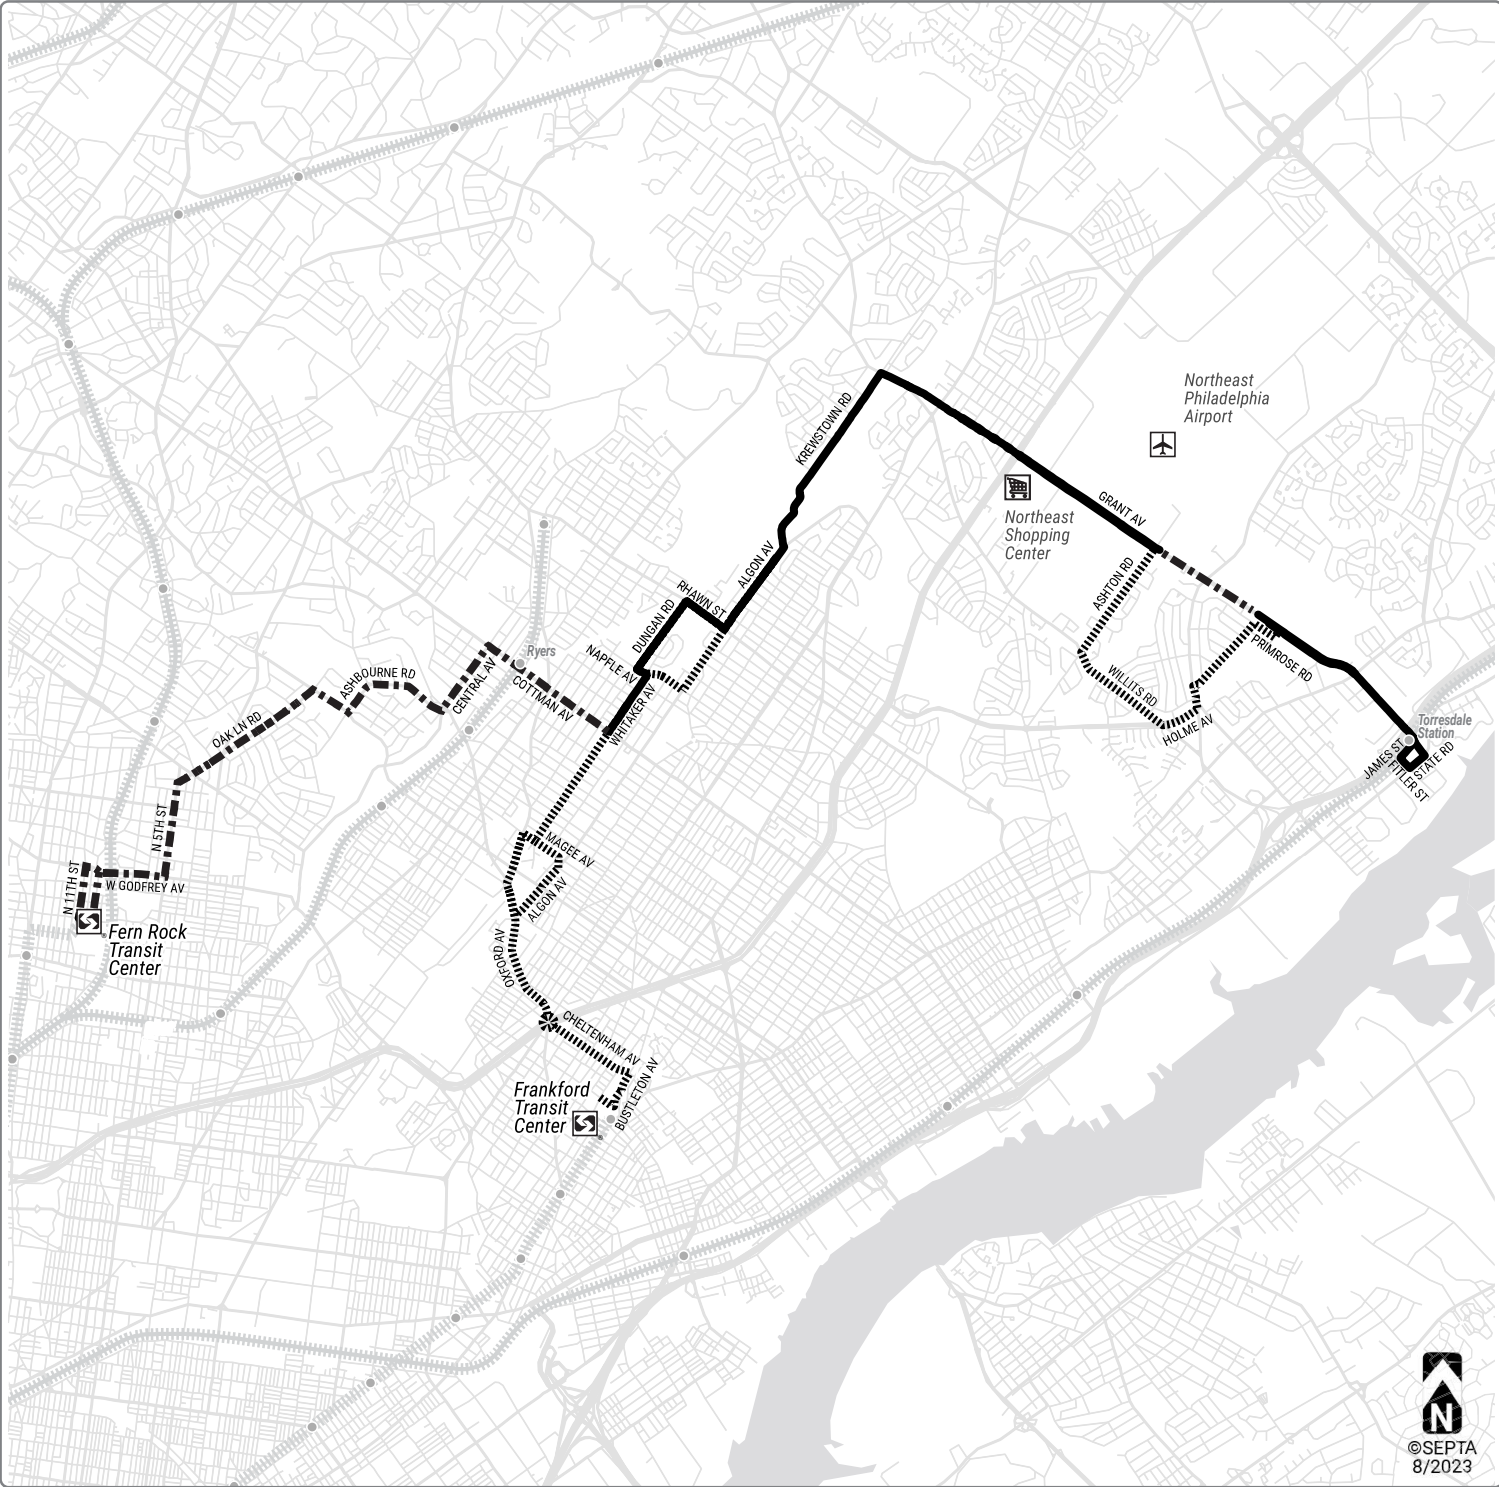 Northeast
Philadelphia
Airport
KREWSTOWN RD
GRANT AV
Northeast
Shopping
Center
ALGON AV
ASHTON RD
RHAWN ST
DUNGAN RD
NAPFLE AV
Ryers
PRIMROSE RD
ASHBOURNE RD
CENTRAL AV
COTTMAN AV
WHITAKER AV
WILLITS RD
HOLME AV
OAK LN RD
Torresdale
Station
JAMES ST
STATE RD
FITLER ST
N 5TH ST
MAGEE AV
N 11TH ST
W GODFREY AV
ALGON AV
Fern Rock
Transit
Center
OXFORD AV
CHELTENHAM AV
Frankford
Transit
Center
BUSTLETON AV
N
©SEPTA
8/2023